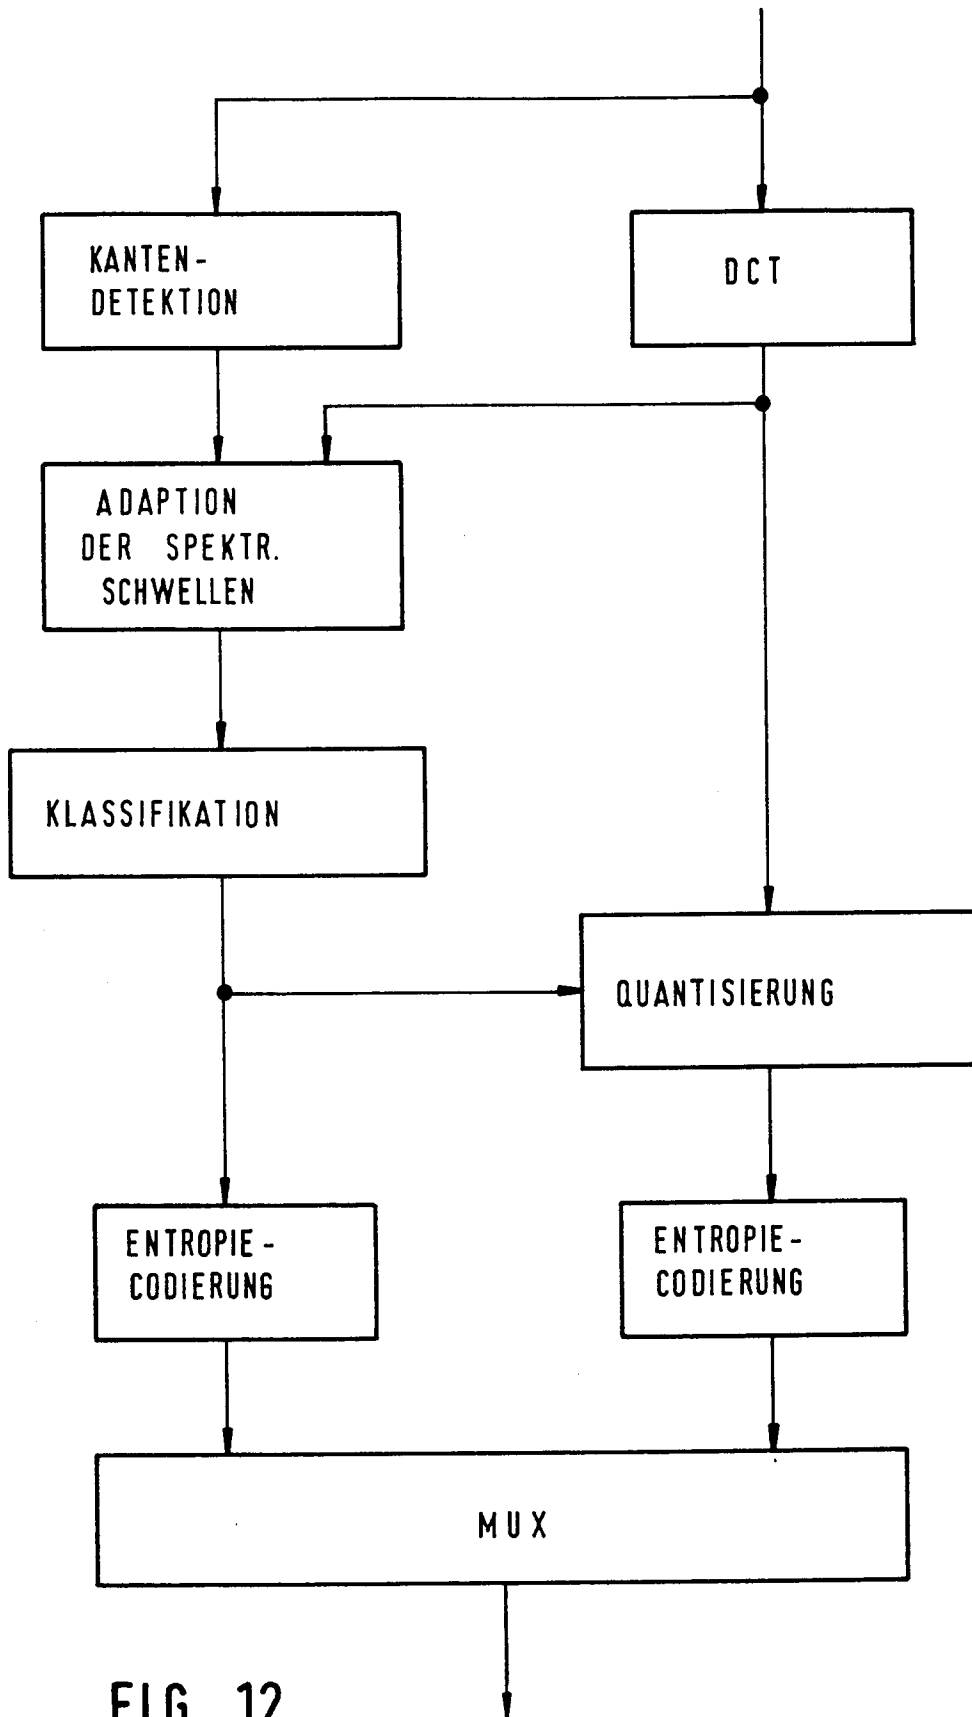 KANTEN-
DETEKTION
DCT
ADAPTION
DER SPEKTR.
SCHWELLEN
KLASSIFIKATION
QUANTISIERUNG
ENTROPIE-
CODIERUNG
ENTROPIE-
CODIERUNG
MUX
FIG. 12